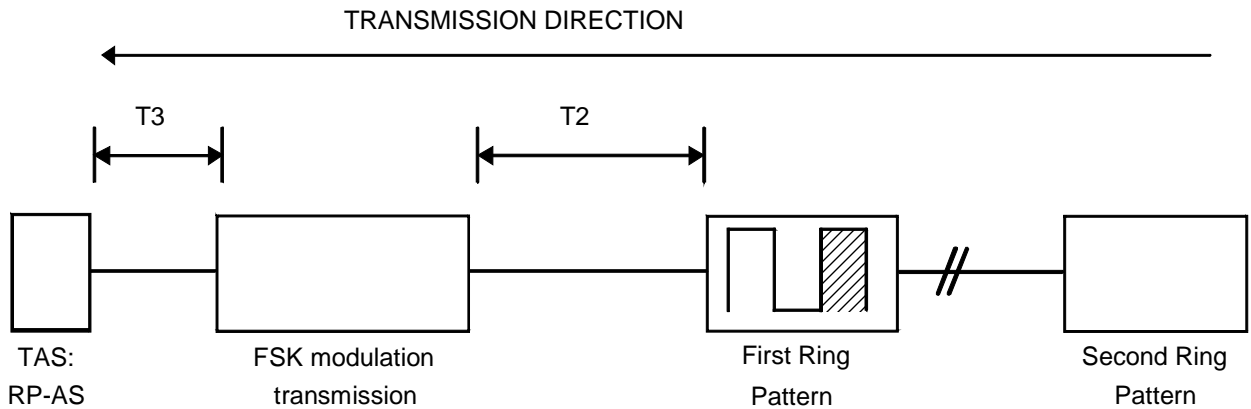 TRANSMISSION DIRECTION
T3
T2
TAS:
RP-AS
FSK modulation
transmission
First Ring
Pattern
Second Ring
Pattern